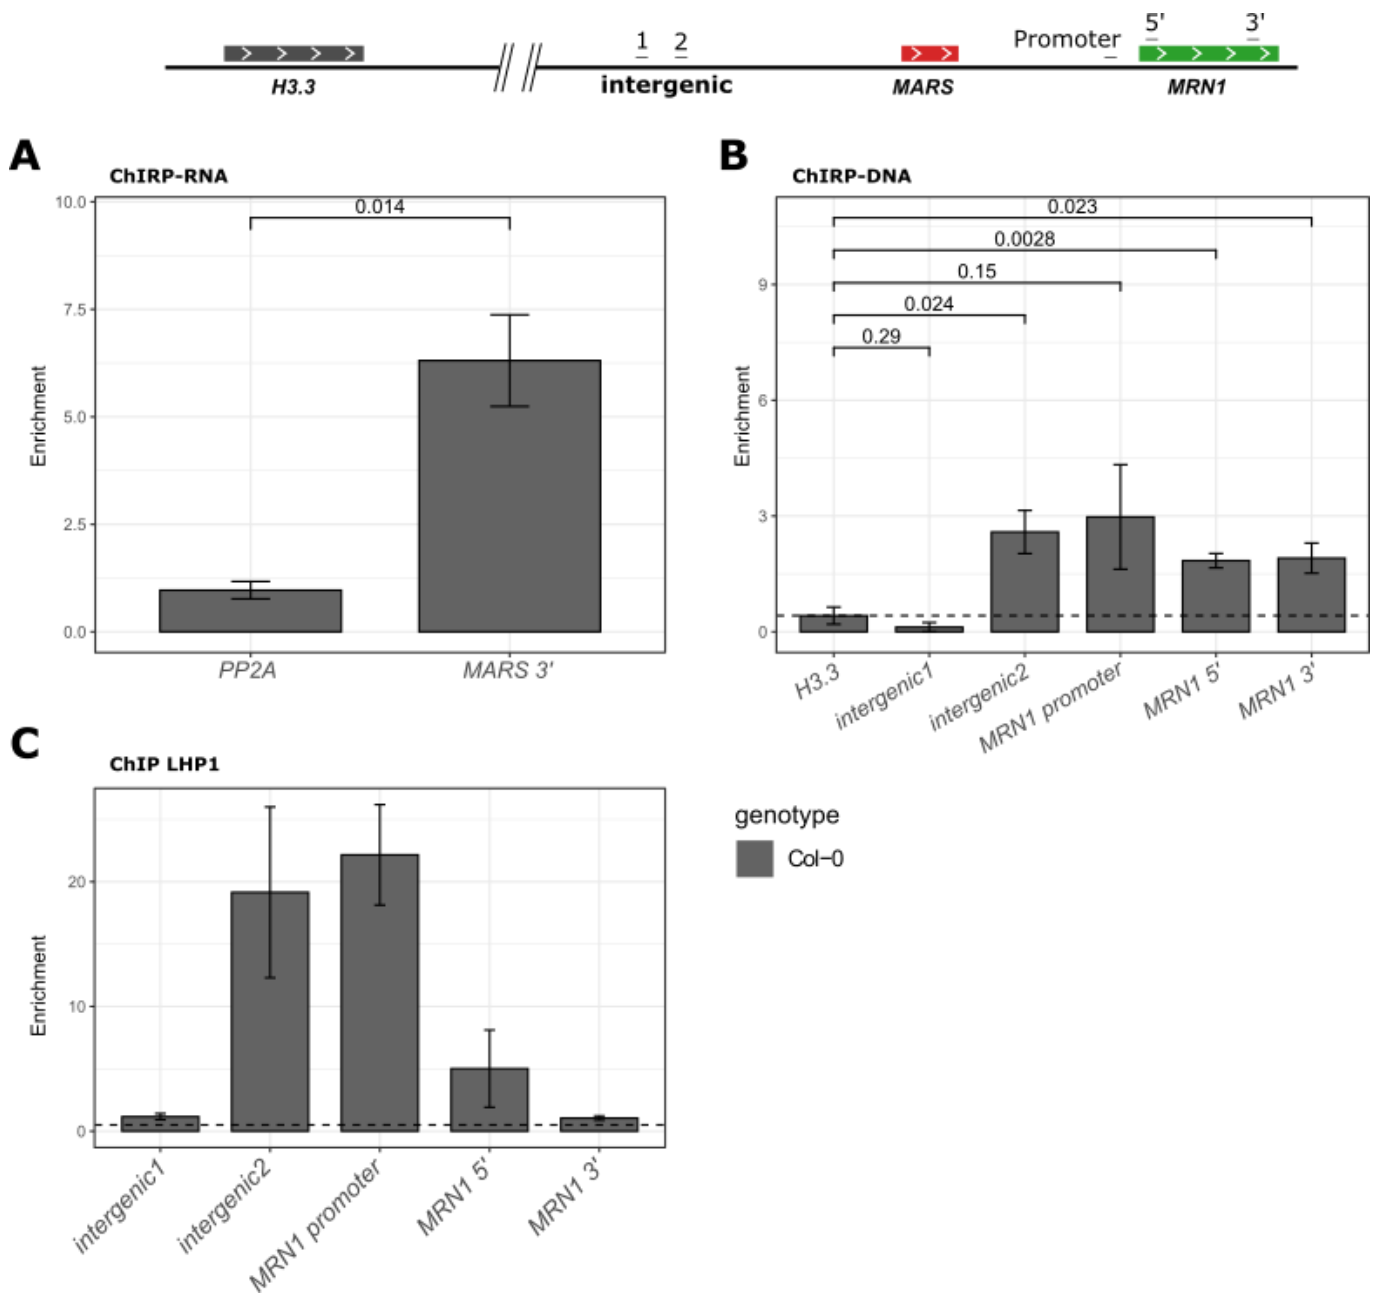 5' 3'
1 2 Promoter
H3.3 intergenic MARS MRN1
A B
ChIRP-RNA
10.0
7.5
5.0
2.5
0.0
Enrichment
0.014
PP2A MARS 3'
ChIRP-DNA
9
6
3
0
Enrichment
0.023
0.0028
0.15
0.024
0.29
H3.3 intergenic1 intergenic2 MRN1 promoter MRN1 5' MRN1 3'
C
ChIP LHP1
20
10
0
Enrichment
intergenic1 intergenic2 MRN1 promoter MRN1 5' MRN1 3'
genotype
Col-0